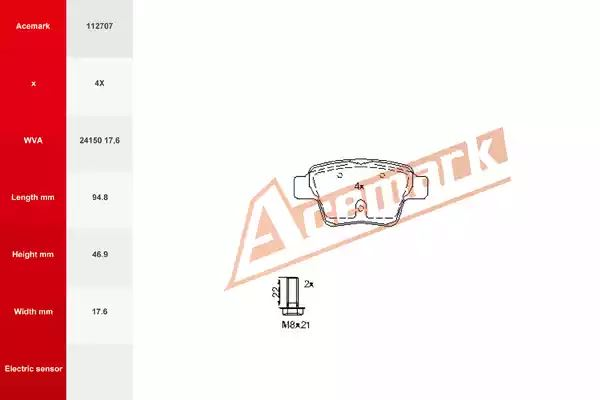 Acemark 112707
x 4X
WVA 24150 17,6
Length mm 94.8
Height mm 46.9
Width mm 17.6
Electric sensor
Acemark
4x
22
2x
M8x21